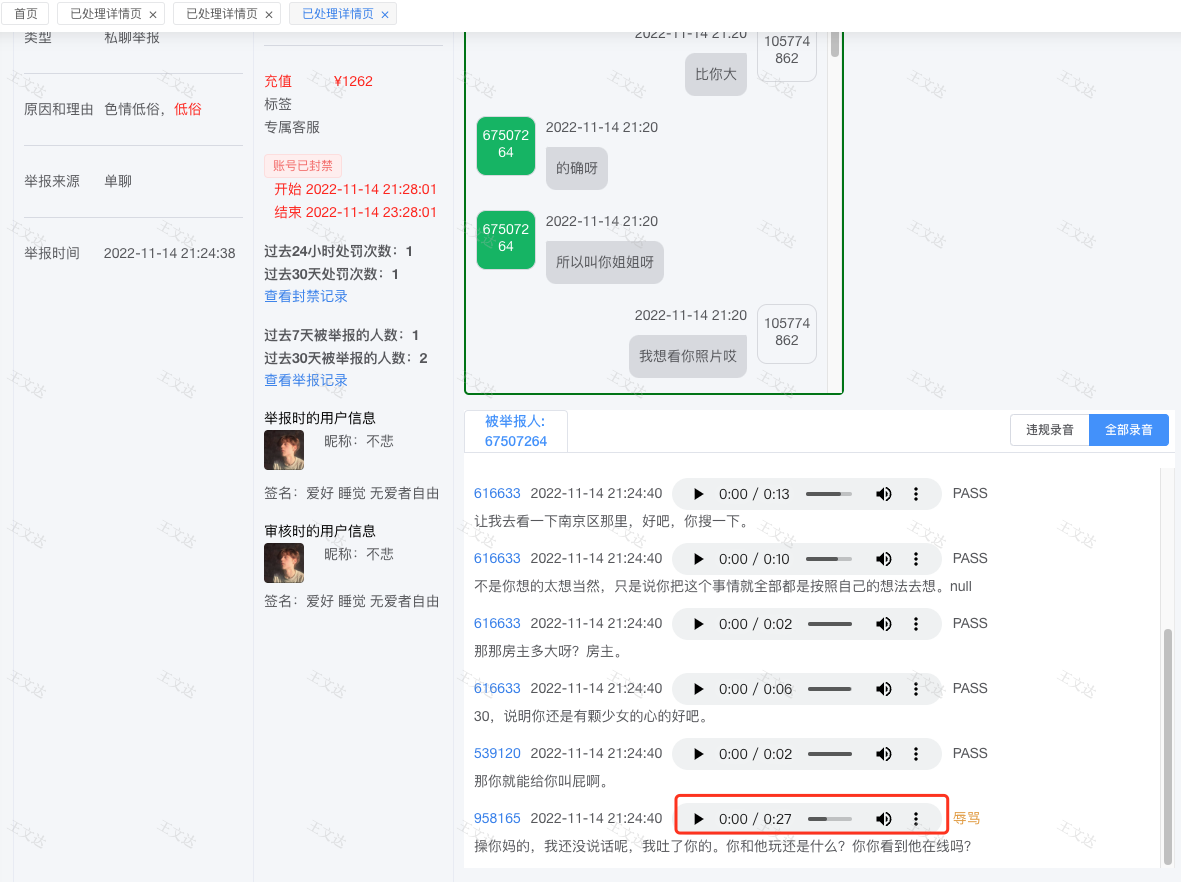 首页
已处理详情页 ×
已处理详情页 ×
已处理详情页 ×
类型 私聊举报
原因和理由 色情低俗，低俗
举报来源 单聊
举报时间 2022-11-14 21:24:38
充值 ¥1262
标签
专属客服
账号已封禁
开始 2022-11-14 21:28:01
结束 2022-11-14 23:28:01
过去24小时处罚次数：1
过去30天处罚次数：1
查看封禁记录
过去7天被举报的人数：1
过去30天被举报的人数：2
查看举报记录
举报时的用户信息
昵称：不悲
签名：爱好 睡觉 无爱者自由
审核时的用户信息
昵称：不悲
签名：爱好 睡觉 无爱者自由
2022-11-14 21:20
105774
862
比你大
67507264
2022-11-14 21:20
的确呀
67507264
2022-11-14 21:20
所以叫你姐姐呀
2022-11-14 21:20
105774
862
我想看你照片哎
被举报人:
67507264
违规录音 全部录音
616633 2022-11-14 21:24:40 0:00 / 0:13 PASS
让我去看一下南京区那里，好吧，你搜一下。
616633 2022-11-14 21:24:40 0:00 / 0:10 PASS
不是你想的太想当然，只是说你把这个事情就全部都是按照自己的想法去想。null
616633 2022-11-14 21:24:40 0:00 / 0:02 PASS
那那房主多大呀？房主。
616633 2022-11-14 21:24:40 0:00 / 0:06 PASS
30，说明你还是有颗少女的心的好吧。
539120 2022-11-14 21:24:40 0:00 / 0:02 PASS
那你就能给你叫屁啊。
958165 2022-11-14 21:24:40 0:00 / 0:27 辱骂
操你妈的，我还没说话呢，我吐了你的。你和他玩还是什么？你你看到他在线吗？
王文达